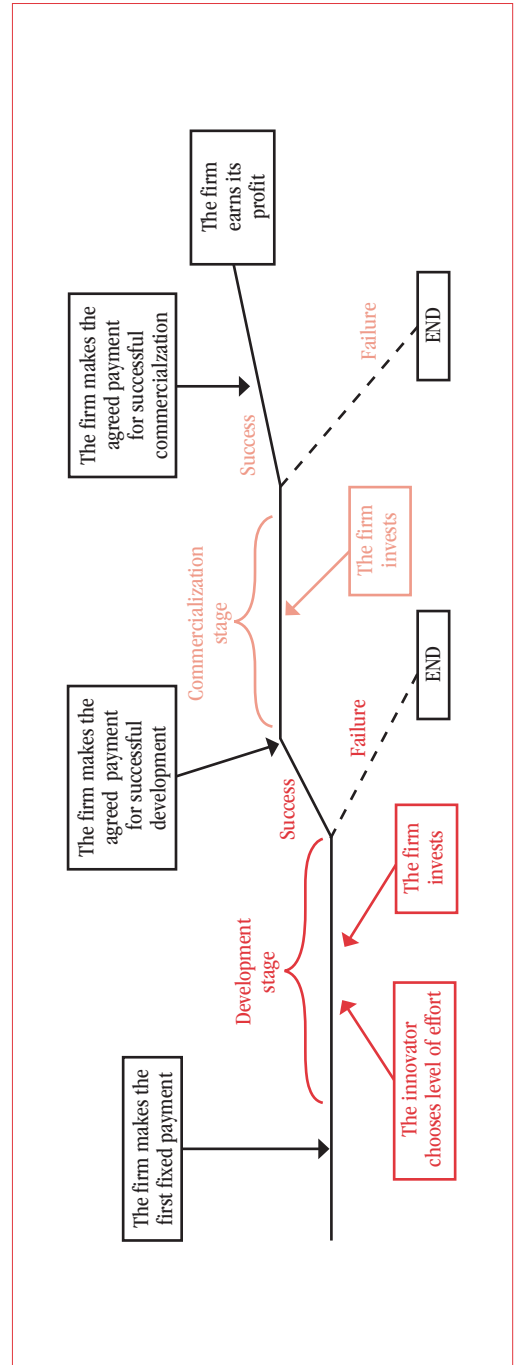 The firm makes the
first fixed payment
Development
stage
The innovator
chooses level of effort
The firm
invests
Success
Failure
END
The firm makes the
agreed payment
for successful
development
Commercialization
stage
The firm
invests
Success
Failure
END
The firm makes the
agreed payment
for successful
commercialzation
The firm
earns its
profit